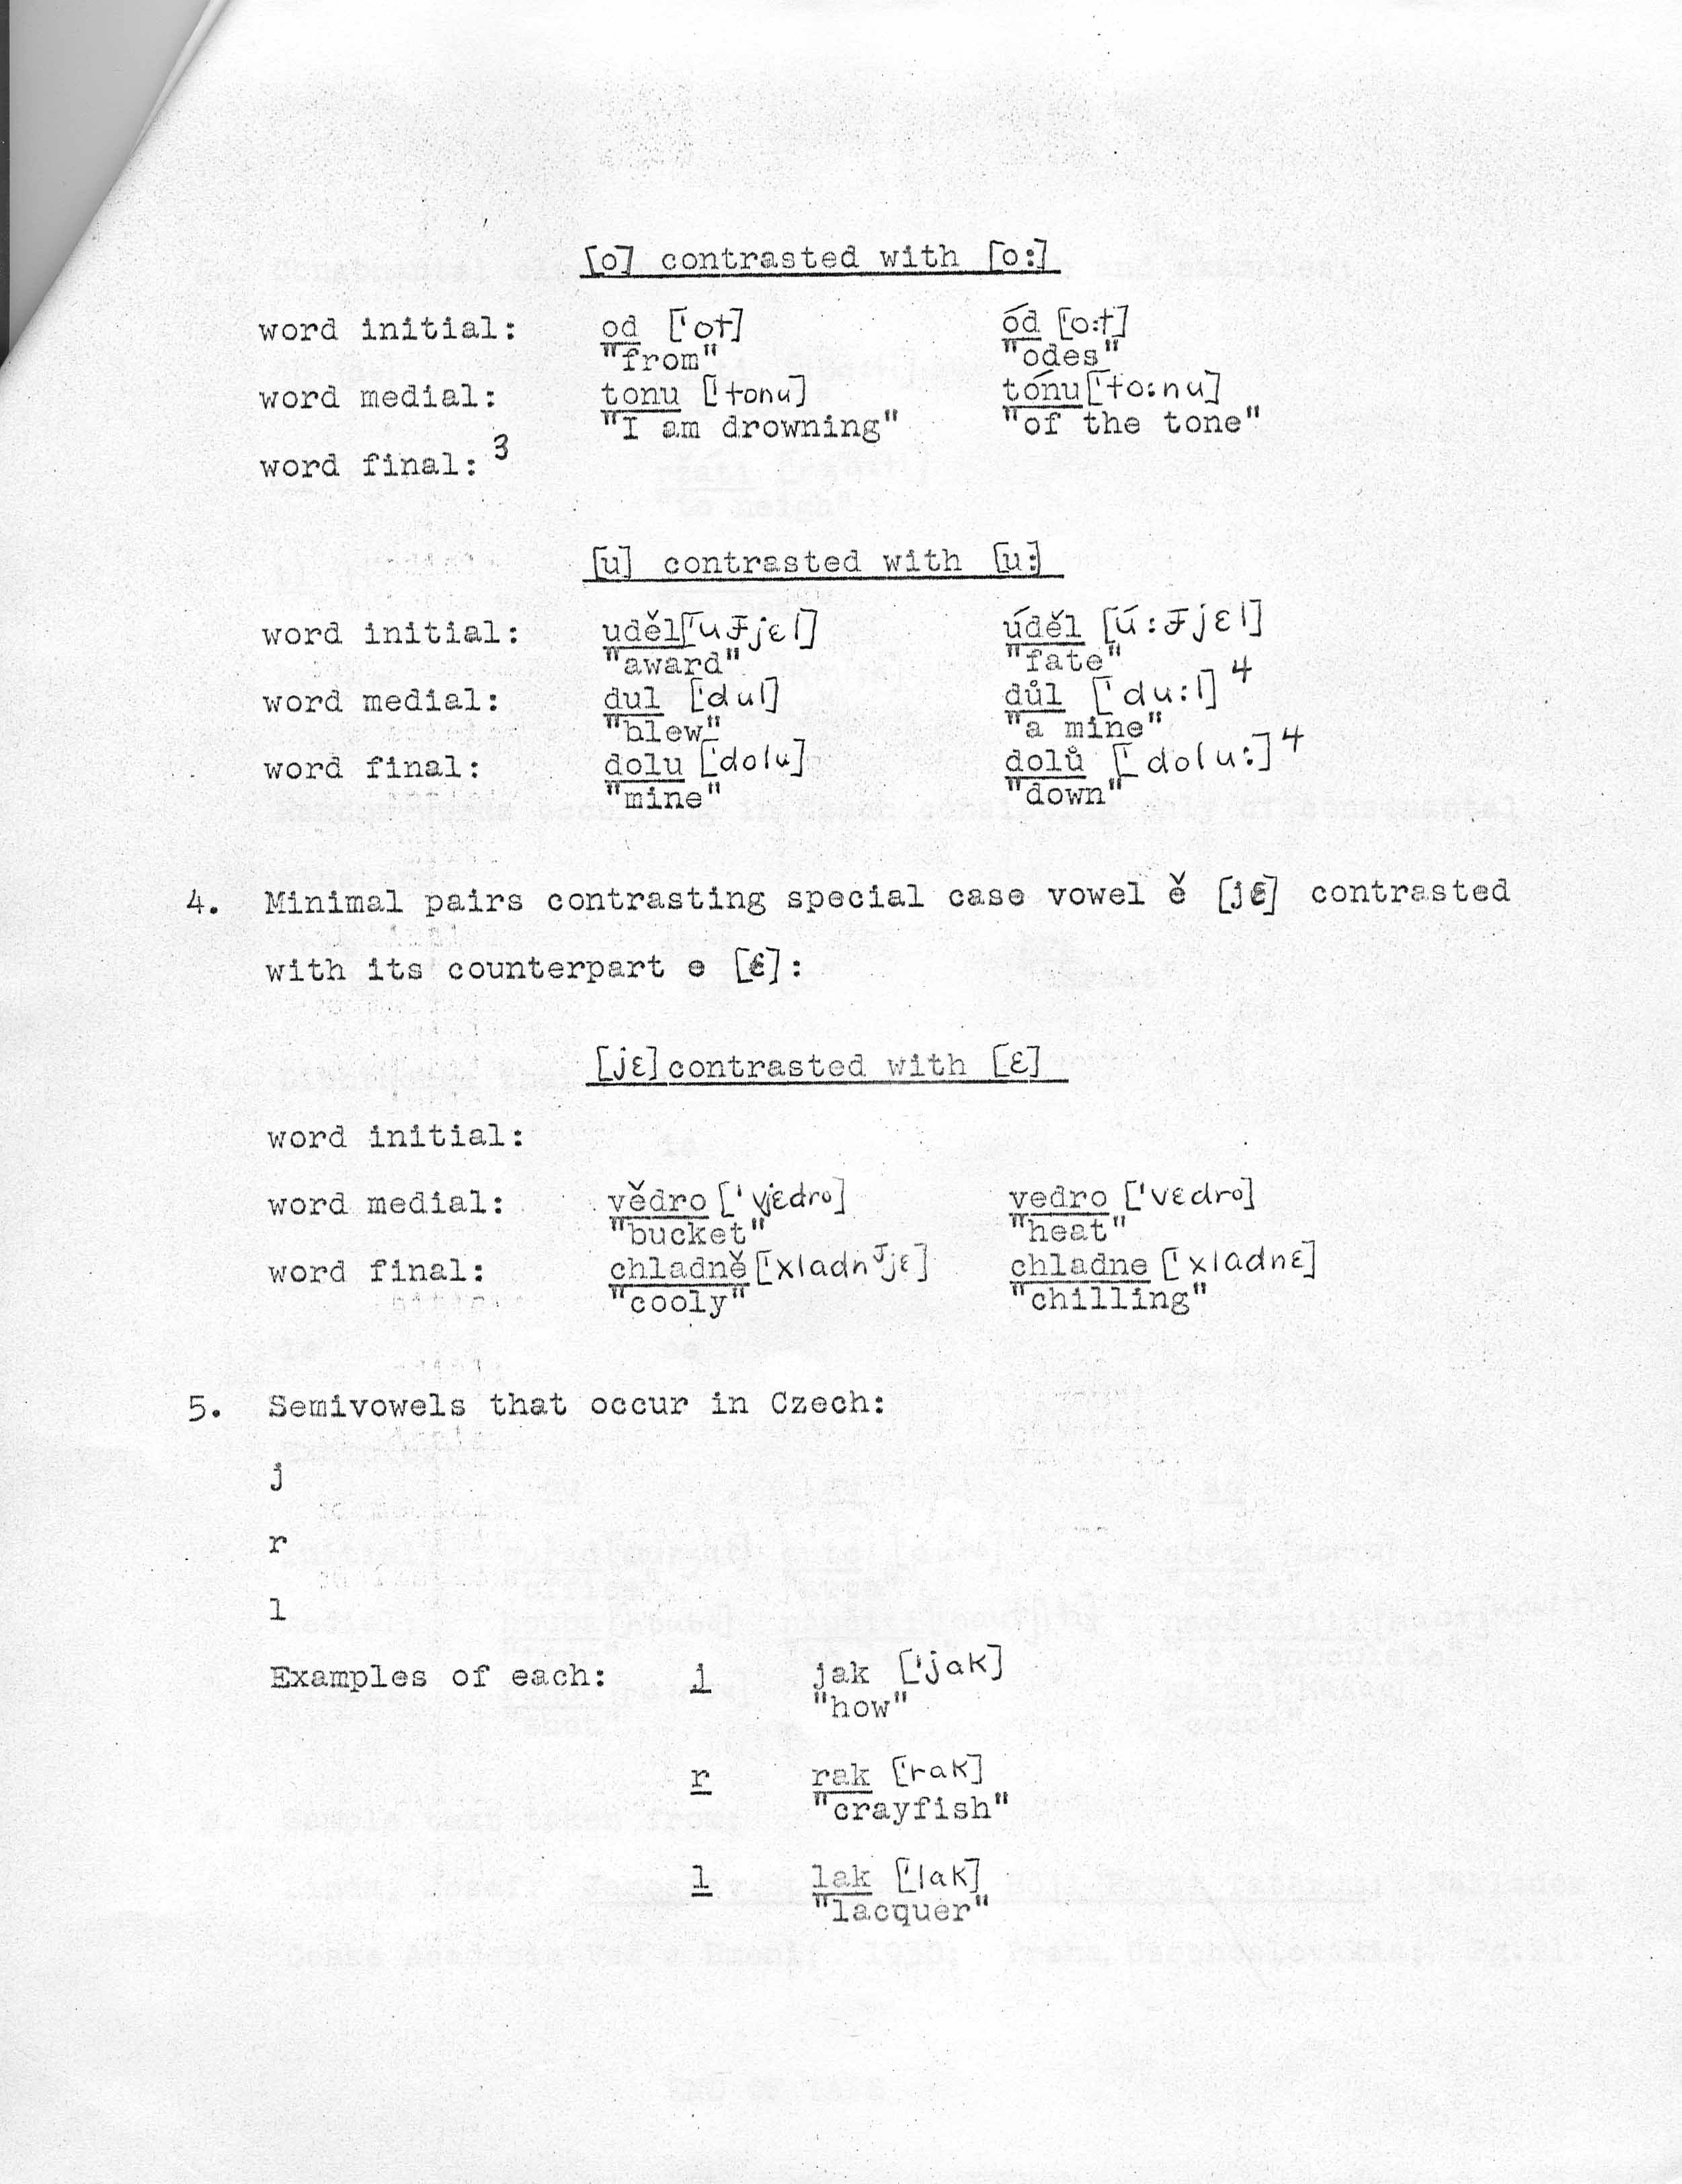 [o] contrasted with [o:]
word initial: od ['ot] ód ['o:t]
"from" "odes"
word medial: tonu ['tonu] tónu ['to:nu]
"I am drowning" "of the tone"
word final: 3
[u] contrasted with [u:]
word initial: uděl ['uɟjɛl] úděl [ú:ɟjɛl]
"award" "fate"
word medial: dul ['dul] důl ['du:l] 4
"blew" "a mine"
word final: dolu ['dolu] dolů ['dolu:] 4
"mine" "down"
4. Minimal pairs contrasting special case vowel ě [jɛ] contrasted
with its counterpart e [ɛ]:
[jɛ] contrasted with [ɛ]
word initial:
word medial: vědro ['vjɛdro] vedro ['vɛdro]
"bucket" "heat"
word final: chladně ['xladnʲjɛ] chladne ['xladnɛ]
"cooly" "chilling"
5. Semivowels that occur in Czech:
j
r
l
Examples of each: j jak ['jak]
"how"
r rak ['rak]
"crayfish"
l lak ['lak]
"lacquer"